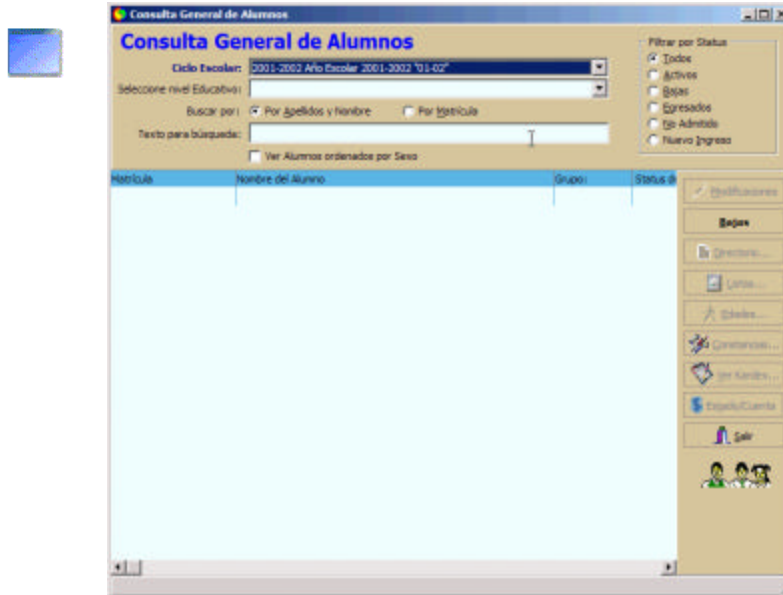 Consulta General de Alumnos
Consulta General de Alumnos
Ciclo Escolar: 2001-2002 Año Escolar 2001-2002 "01-02"
Seleccione nivel Educativo:
Buscar por: Por Apellidos y Nombre Por Matrícula
Texto para búsqueda:
Ver Alumnos ordenados por Sexo
Filtrar por Status
Todos
Activos
Bajas
Egresados
No Admitido
Nuevo Ingreso
Matrícula Nombre del Alumno Grupo: Status d
Modificaciones
Bajas
Directorio...
Listas...
Edades...
Constancias...
Ver Kardex...
Estado/Cuenta
Salir